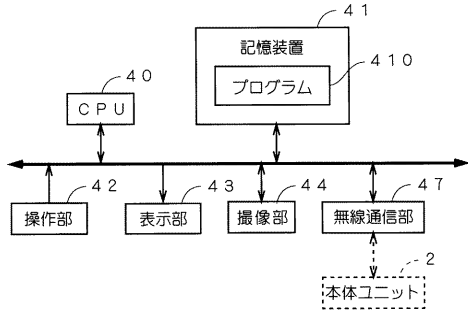 41
記憶装置
40
プログラム
410
CPU
42
43
44
47
操作部
表示部
撮像部
無線通信部
2
本体ユニット